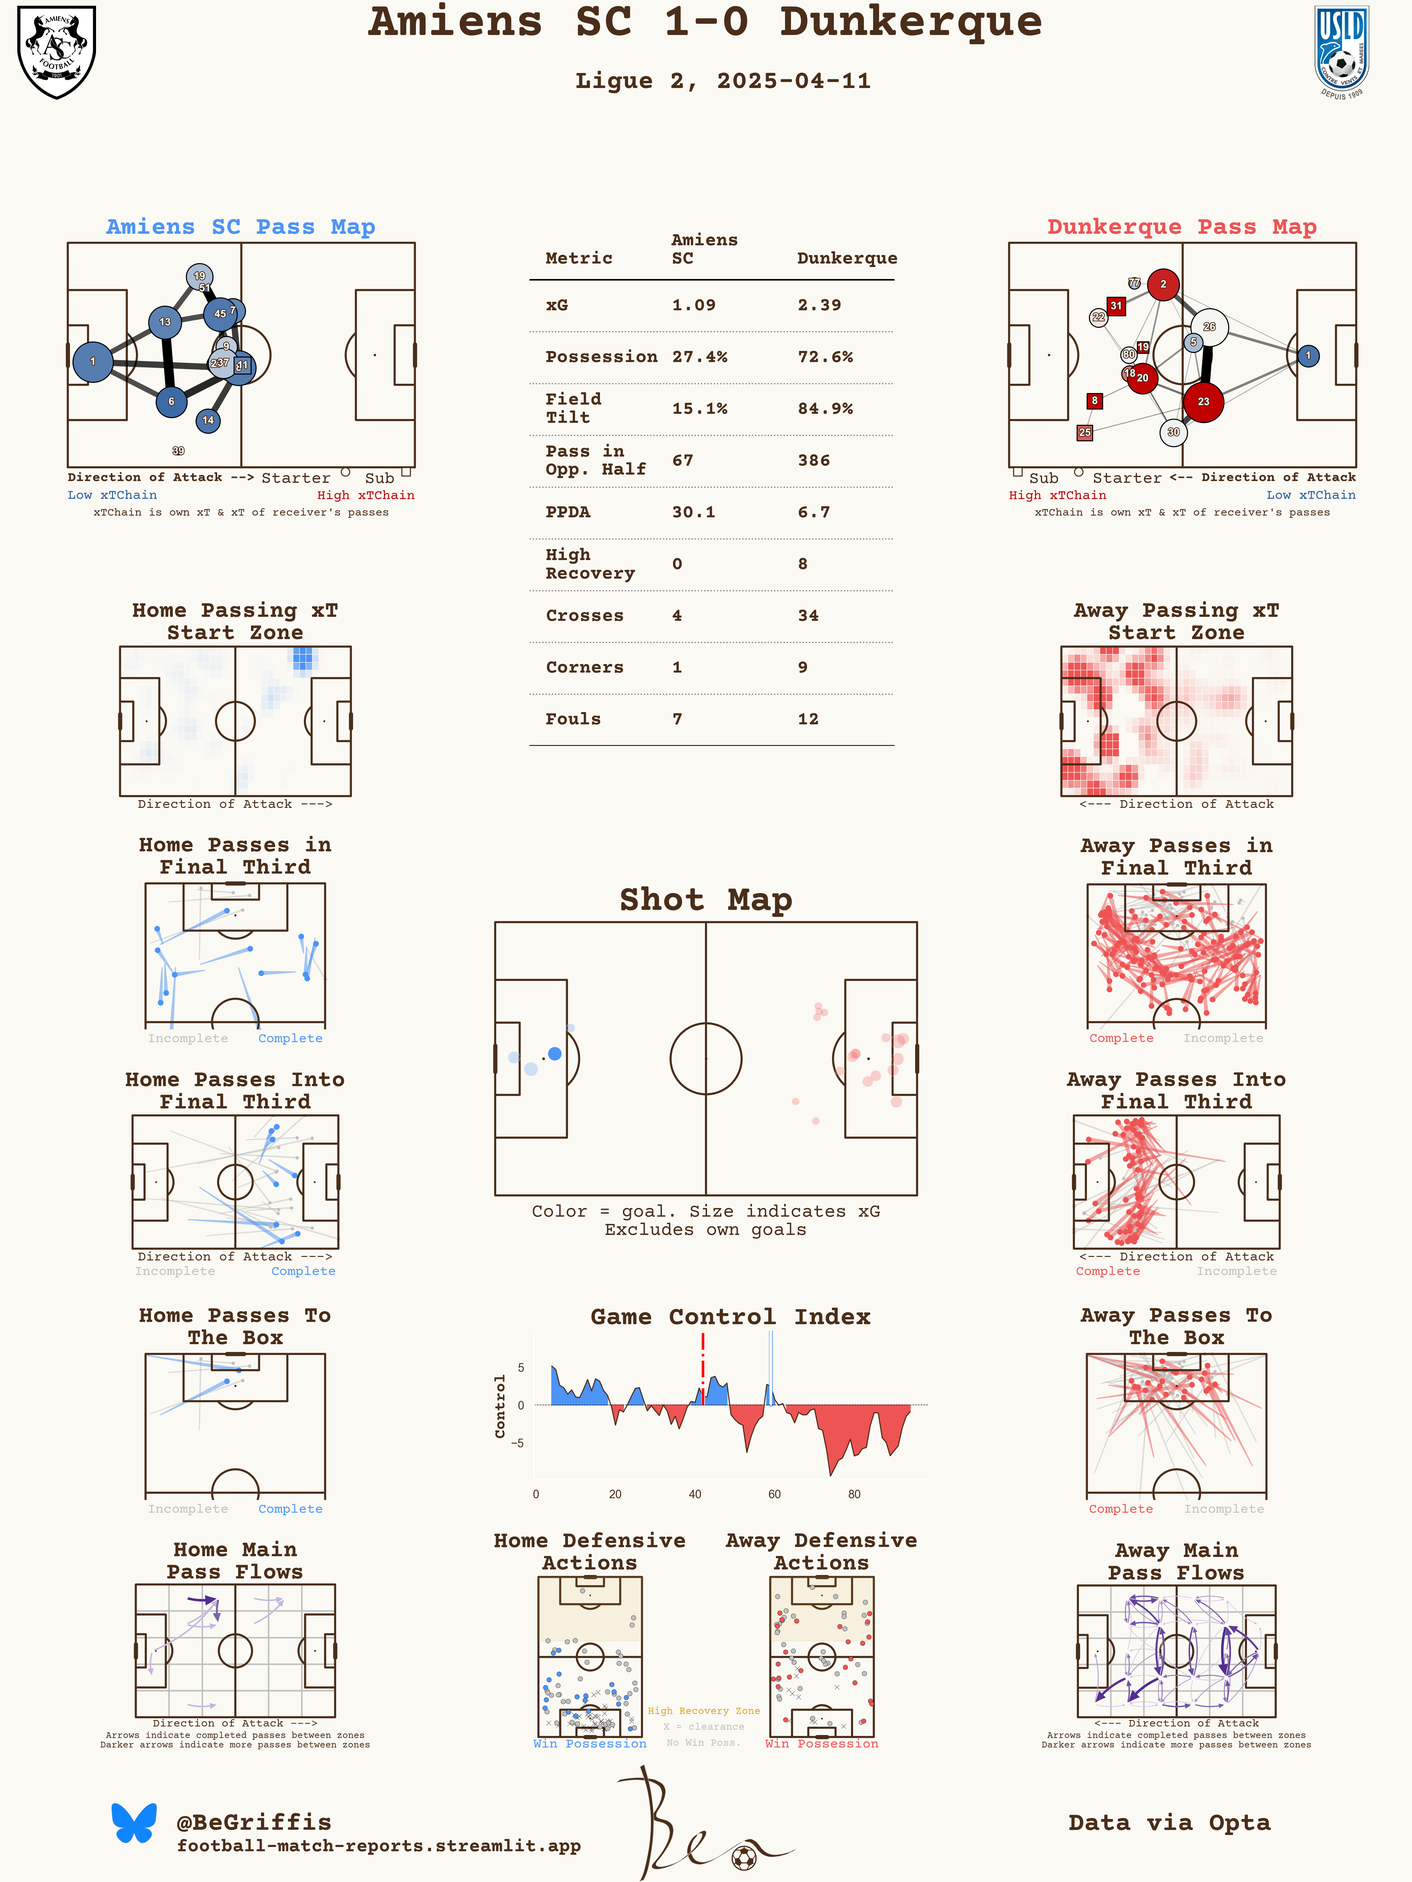 Amiens SC 1-0 Dunkerque
Ligue 2, 2025-04-11
AMIENS
ASC
FOOTBALL
1901
USLD
CONTRE VENTS ET MAREES
DEPUIS 1909
Amiens SC Pass Map
19
51
45
7
13
9
1
237
11
6
14
39
Direction of Attack --> Starter Sub
Low xTChain High xTChain
xTChain is own xT & xT of receiver's passes
Metric Amiens SC Dunkerque
xG 1.09 2.39
Possession 27.4% 72.6%
Field Tilt 15.1% 84.9%
Pass in Opp. Half 67 386
PPDA 30.1 6.7
High Recovery 0 8
Crosses 4 34
Corners 1 9
Fouls 7 12
Dunkerque Pass Map
77
2
31
22
26
5
19
80
1
18
20
8
23
25
30
Sub Starter <-- Direction of Attack
High xTChain Low xTChain
xTChain is own xT & xT of receiver's passes
Home Passing xT
Start Zone
Direction of Attack --->
Away Passing xT
Start Zone
<--- Direction of Attack
Home Passes in
Final Third
Incomplete Complete
Away Passes in
Final Third
Complete Incomplete
Shot Map
Color = goal. Size indicates xG
Excludes own goals
Home Passes Into
Final Third
Direction of Attack --->
Incomplete Complete
Away Passes Into
Final Third
<--- Direction of Attack
Complete Incomplete
Home Passes To
The Box
Incomplete Complete
Game Control Index
Control
5
0
−5
0 20 40 60 80
Away Passes To
The Box
Complete Incomplete
Home Main
Pass Flows
Direction of Attack --->
Arrows indicate completed passes between zones
Darker arrows indicate more passes between zones
Home Defensive
Actions
Win Possession
Away Defensive
Actions
Win Possession
High Recovery Zone
X = clearance
No Win Poss.
Away Main
Pass Flows
<--- Direction of Attack
Arrows indicate completed passes between zones
Darker arrows indicate more passes between zones
@BeGriffis
football-match-reports.streamlit.app
Ben
Data via Opta